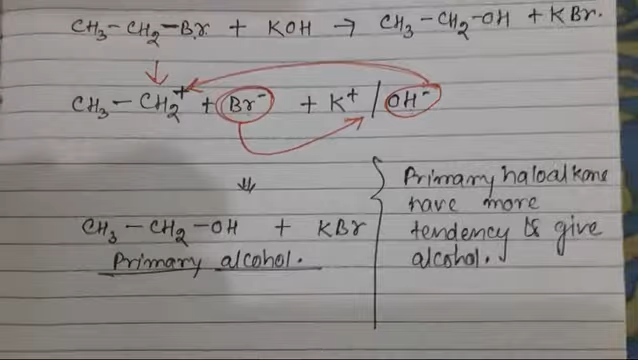 CH₃-CH₂-Br + KOH → CH₃-CH₂-OH + KBr.
CH₃-CH₂⁺ + Br⁻ + K⁺ / OH⁻
CH₃-CH₂-OH + KBr
Primary alcohol.
Primary haloalkane
have more
tendency to give
alcohol.